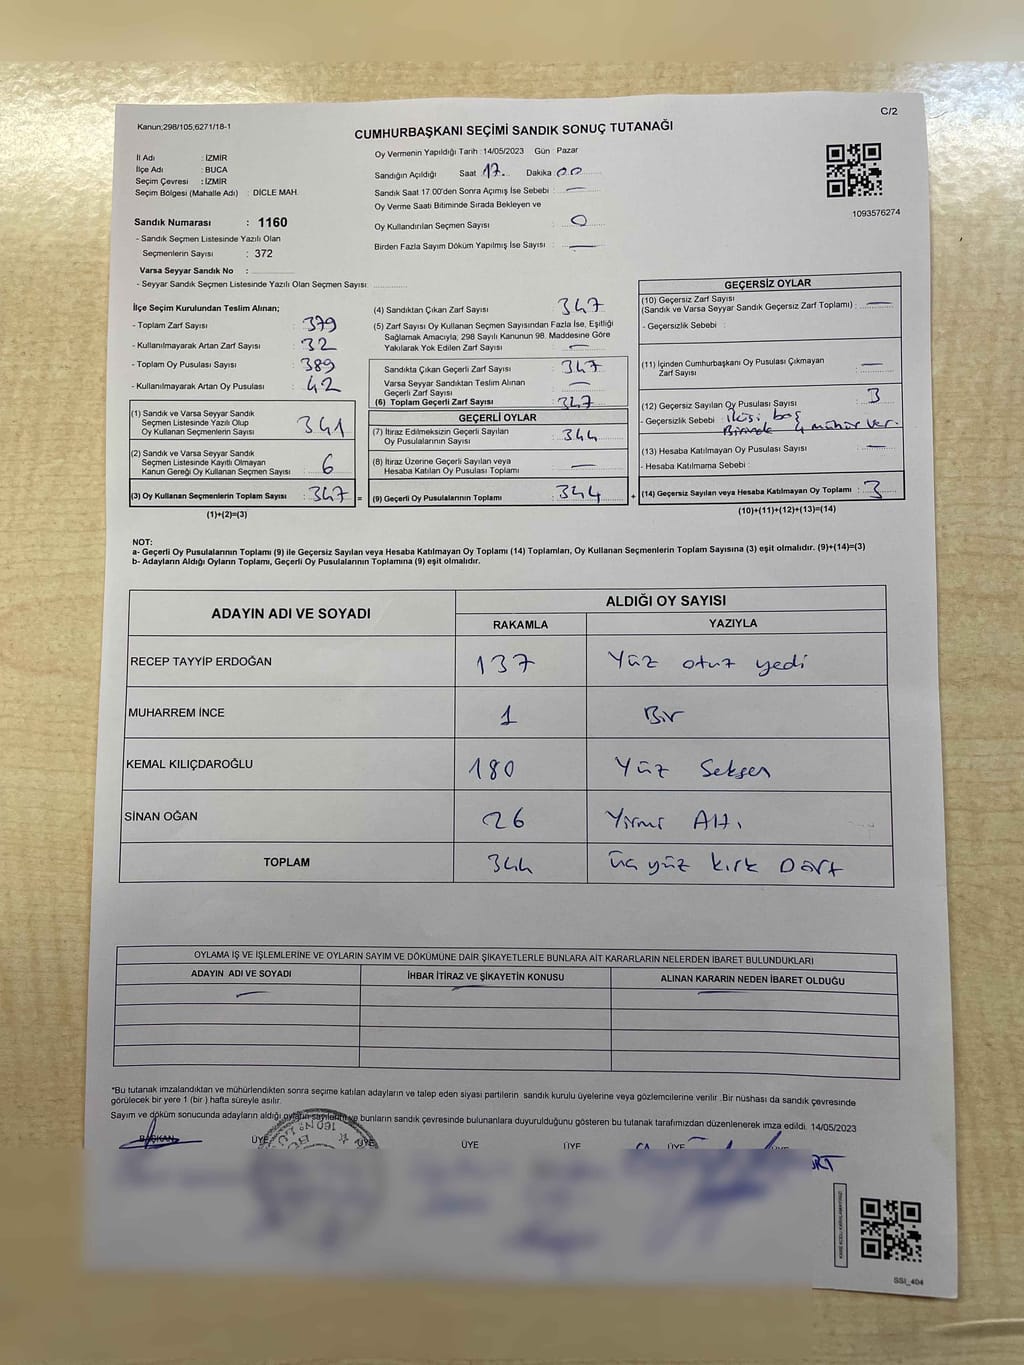 C/2
Kanun;298/105,6271/18-1
CUMHURBAŞKANI SEÇİMİ SANDIK SONUÇ TUTANAĞI
İl Adı : İZMİR
İlçe Adı : BUCA
Seçim Çevresi : İZMİR
Seçim Bölgesi (Mahalle Adı) : DİCLE MAH.
Oy Vermenin Yapıldığı Tarih : 14/05/2023 Gün : Pazar
Sandığın Açıldığı Saat 17. Dakika 00
Sandık Saat 17:00'den Sonra Açımış İse Sebebi : —
Oy Verme Saati Bitiminde Sırada Bekleyen ve
Oy Kullandırılan Seçmen Sayısı : 0
Birden Fazla Sayım Döküm Yapılmış İse Sayısı : —
1093576274
Sandık Numarası : 1160
- Sandık Seçmen Listesinde Yazılı Olan
Seçmenlerin Sayısı : 372
Varsa Seyyar Sandık No :
- Seyyar Sandık Seçmen Listesinde Yazılı Olan Seçmen Sayısı:
İlçe Seçim Kurulundan Teslim Alınan;
- Toplam Zarf Sayısı : 379
- Kullanılmayarak Artan Zarf Sayısı : 32
- Toplam Oy Pusulası Sayısı : 389
- Kullanılmayarak Artan Oy Pusulası : 42
(1) Sandık ve Varsa Seyyar Sandık
Seçmen Listesinde Yazılı Olup
Oy Kullanan Seçmenlerin Sayısı : 341
(2) Sandık ve Varsa Seyyar Sandık
Seçmen Listesinde Kayıtlı Olmayan
Kanun Gereği Oy Kullanan Seçmen Sayısı : 6
(3) Oy Kullanan Seçmenlerin Toplam Sayısı : 347 =
(1)+(2)=(3)
(4) Sandıktan Çıkan Zarf Sayısı : 347
(5) Zarf Sayısı Oy Kullanan Seçmen Sayısından Fazla İse, Eşitliği
Sağlamak Amacıyla, 298 Sayılı Kanunun 98. Maddesine Göre
Yakılarak Yok Edilen Zarf Sayısı : —
Sandıkta Çıkan Geçerli Zarf Sayısı : 347
Varsa Seyyar Sandıktan Teslim Alınan
Geçerli Zarf Sayısı : —
(6) Toplam Geçerli Zarf Sayısı : 347
GEÇERLİ OYLAR
(7) İtiraz Edilmeksizin Geçerli Sayılan
Oy Pusulalarının Sayısı : 344
(8) İtiraz Üzerine Geçerli Sayılan veya
Hesaba Katılan Oy Pusulası Toplamı : —
(9) Geçerli Oy Pusulalarının Toplamı : 344 +
GEÇERSİZ OYLAR
(10) Geçersiz Zarf Sayısı
(Sandık ve Varsa Seyyar Sandık Geçersiz Zarf Toplamı) : —
- Geçersizlik Sebebi :
(11) İçinden Cumhurbaşkanı Oy Pusulası Çıkmayan
Zarf Sayısı : —
(12) Geçersiz Sayılan Oy Pusulası Sayısı : 3
- Geçersizlik Sebebi : ikisi boş
Birinde 4 mühür var.
(13) Hesaba Katılmayan Oy Pusulası Sayısı : —
- Hesaba Katılmama Sebebi :
(14) Geçersiz Sayılan veya Hesaba Katılmayan Oy Toplamı : 3
(10)+(11)+(12)+(13)=(14)
NOT:
a- Geçerli Oy Pusulalarının Toplamı (9) ile Geçersiz Sayılan veya Hesaba Katılmayan Oy Toplamı (14) Toplamları, Oy Kullanan Seçmenlerin Toplam Sayısına (3) eşit olmalıdır. (9)+(14)=(3)
b- Adayların Aldığı Oyların Toplamı, Geçerli Oy Pusulalarının Toplamına (9) eşit olmalıdır.
ADAYIN ADI VE SOYADI ALDIĞI OY SAYISI
RAKAMLA YAZIYLA
RECEP TAYYİP ERDOĞAN 137 Yüz otuz yedi
MUHARREM İNCE 1 Bir
KEMAL KILIÇDAROĞLU 180 Yüz Seksen
SİNAN OĞAN 26 Yirmi Altı
TOPLAM 344 üç yüz kırk Dört
OYLAMA İŞ VE İŞLEMLERİNE VE OYLARIN SAYIM VE DÖKÜMÜNE DAİR ŞİKAYETLERLE BUNLARA AİT KARARLARIN NELERDEN İBARET BULUNDUKLARI
ADAYIN ADI VE SOYADI İHBAR İTİRAZ VE ŞİKAYETİN KONUSU ALINAN KARARIN NEDEN İBARET OLDUĞU
— — —
*Bu tutanak imzalandıktan ve mühürlendikten sonra seçime katılan adayların ve talep eden siyasi partilerin sandık kurulu üyelerine veya gözlemcilerine verilir .Bir nüshası da sandık çevresinde
görülecek bir yere 1 (bir ) hafta süreyle asılır.
Sayım ve döküm sonucunda adayların aldığı oyların sayılarını ve bunların sandık çevresinde bulunanlara duyurulduğunu gösteren bu tutanak tarafımızdan düzenlenerek imza edildi. 14/05/2023
BAŞKAN ÜYE ÜYE ÜYE ÜYE ÜYE ÜYE
SSI_404